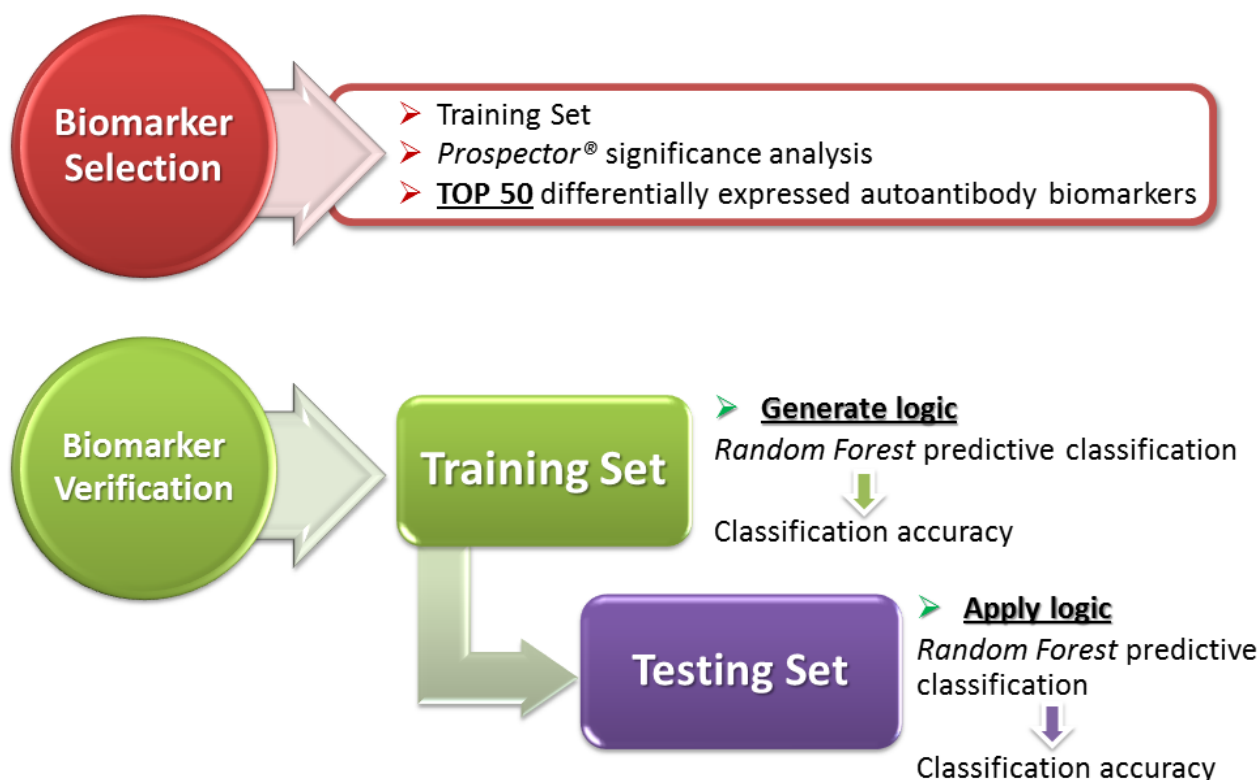 Biomarker
Selection
➢ Training Set
➢ Prospector® significance analysis
➢ TOP 50 differentially expressed autoantibody biomarkers
Biomarker
Verification
Training Set
➢ Generate logic
Random Forest predictive classification
Classification accuracy
Testing Set
➢ Apply logic
Random Forest predictive
classification
Classification accuracy